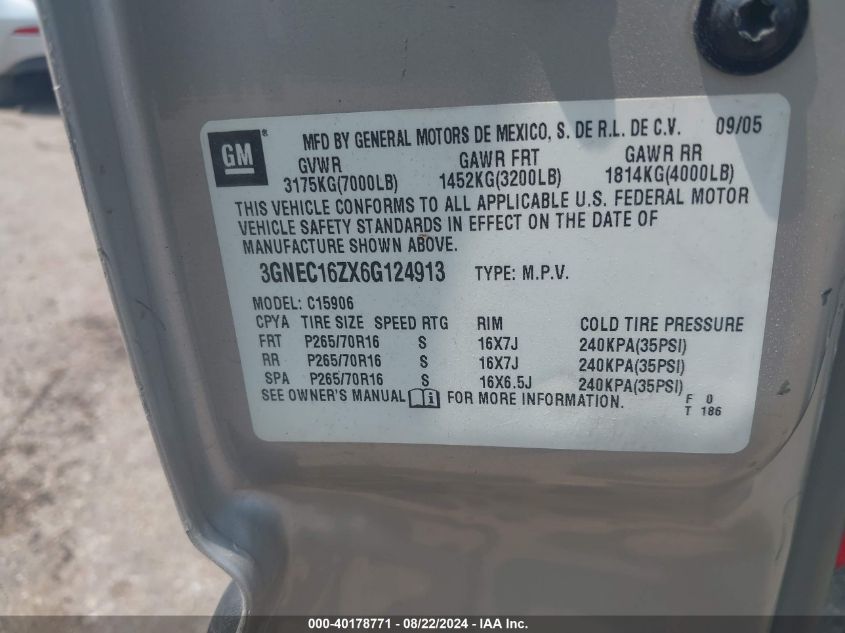 GM ® MFD BY GENERAL MOTORS DE MEXICO, S. DE R.L. DE C.V. 09/05
GVWR GAWR FRT GAWR RR
3175KG(7000LB) 1452KG(3200LB) 1814KG(4000LB)
THIS VEHICLE CONFORMS TO ALL APPLICABLE U.S. FEDERAL MOTOR
VEHICLE SAFETY STANDARDS IN EFFECT ON THE DATE OF
MANUFACTURE SHOWN ABOVE.
3GNEC16ZX6G124913 TYPE: M.P.V.
MODEL: C15906
CPYA TIRE SIZE SPEED RTG RIM COLD TIRE PRESSURE
FRT P265/70R16 S 16X7J 240KPA(35PSI)
RR P265/70R16 S 16X7J 240KPA(35PSI)
SPA P265/70R16 S 16X6.5J 240KPA(35PSI)
SEE OWNER'S MANUAL FOR MORE INFORMATION. F 0
T 186
000-40178771 - 08/22/2024 - IAA Inc.